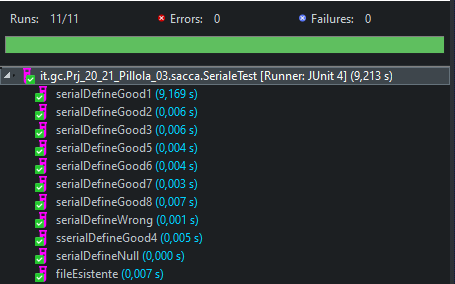 Runs: 11/11 Errors: 0 Failures: 0
it.gc.Prj_20_21_Pillola_03.sacca.SerialeTest [Runner: JUnit 4] (9,213 s)
serialDefineGood1 (9,169 s)
serialDefineGood2 (0,006 s)
serialDefineGood3 (0,006 s)
serialDefineGood5 (0,004 s)
serialDefineGood6 (0,004 s)
serialDefineGood7 (0,003 s)
serialDefineGood8 (0,007 s)
serialDefineWrong (0,001 s)
sserialDefineGood4 (0,005 s)
serialDefineNull (0,000 s)
fileEsistente (0,007 s)